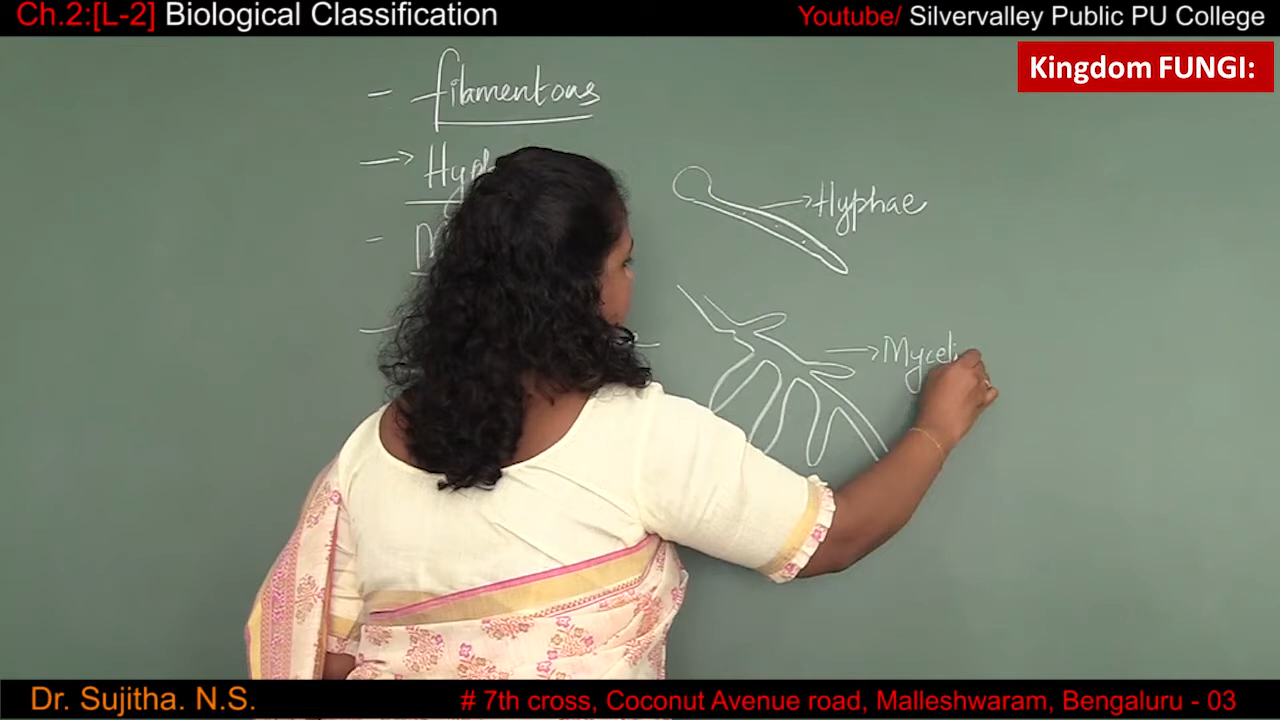 Ch.2:[L-2] Biological Classification
Youtube/ Silvervalley Public PU College
Kingdom FUNGI:
- filamentous
→ Hyph
→ Hyphae
→ Myceli
Dr. Sujitha. N.S.
# 7th cross, Coconut Avenue road, Malleshwaram, Bengaluru - 03